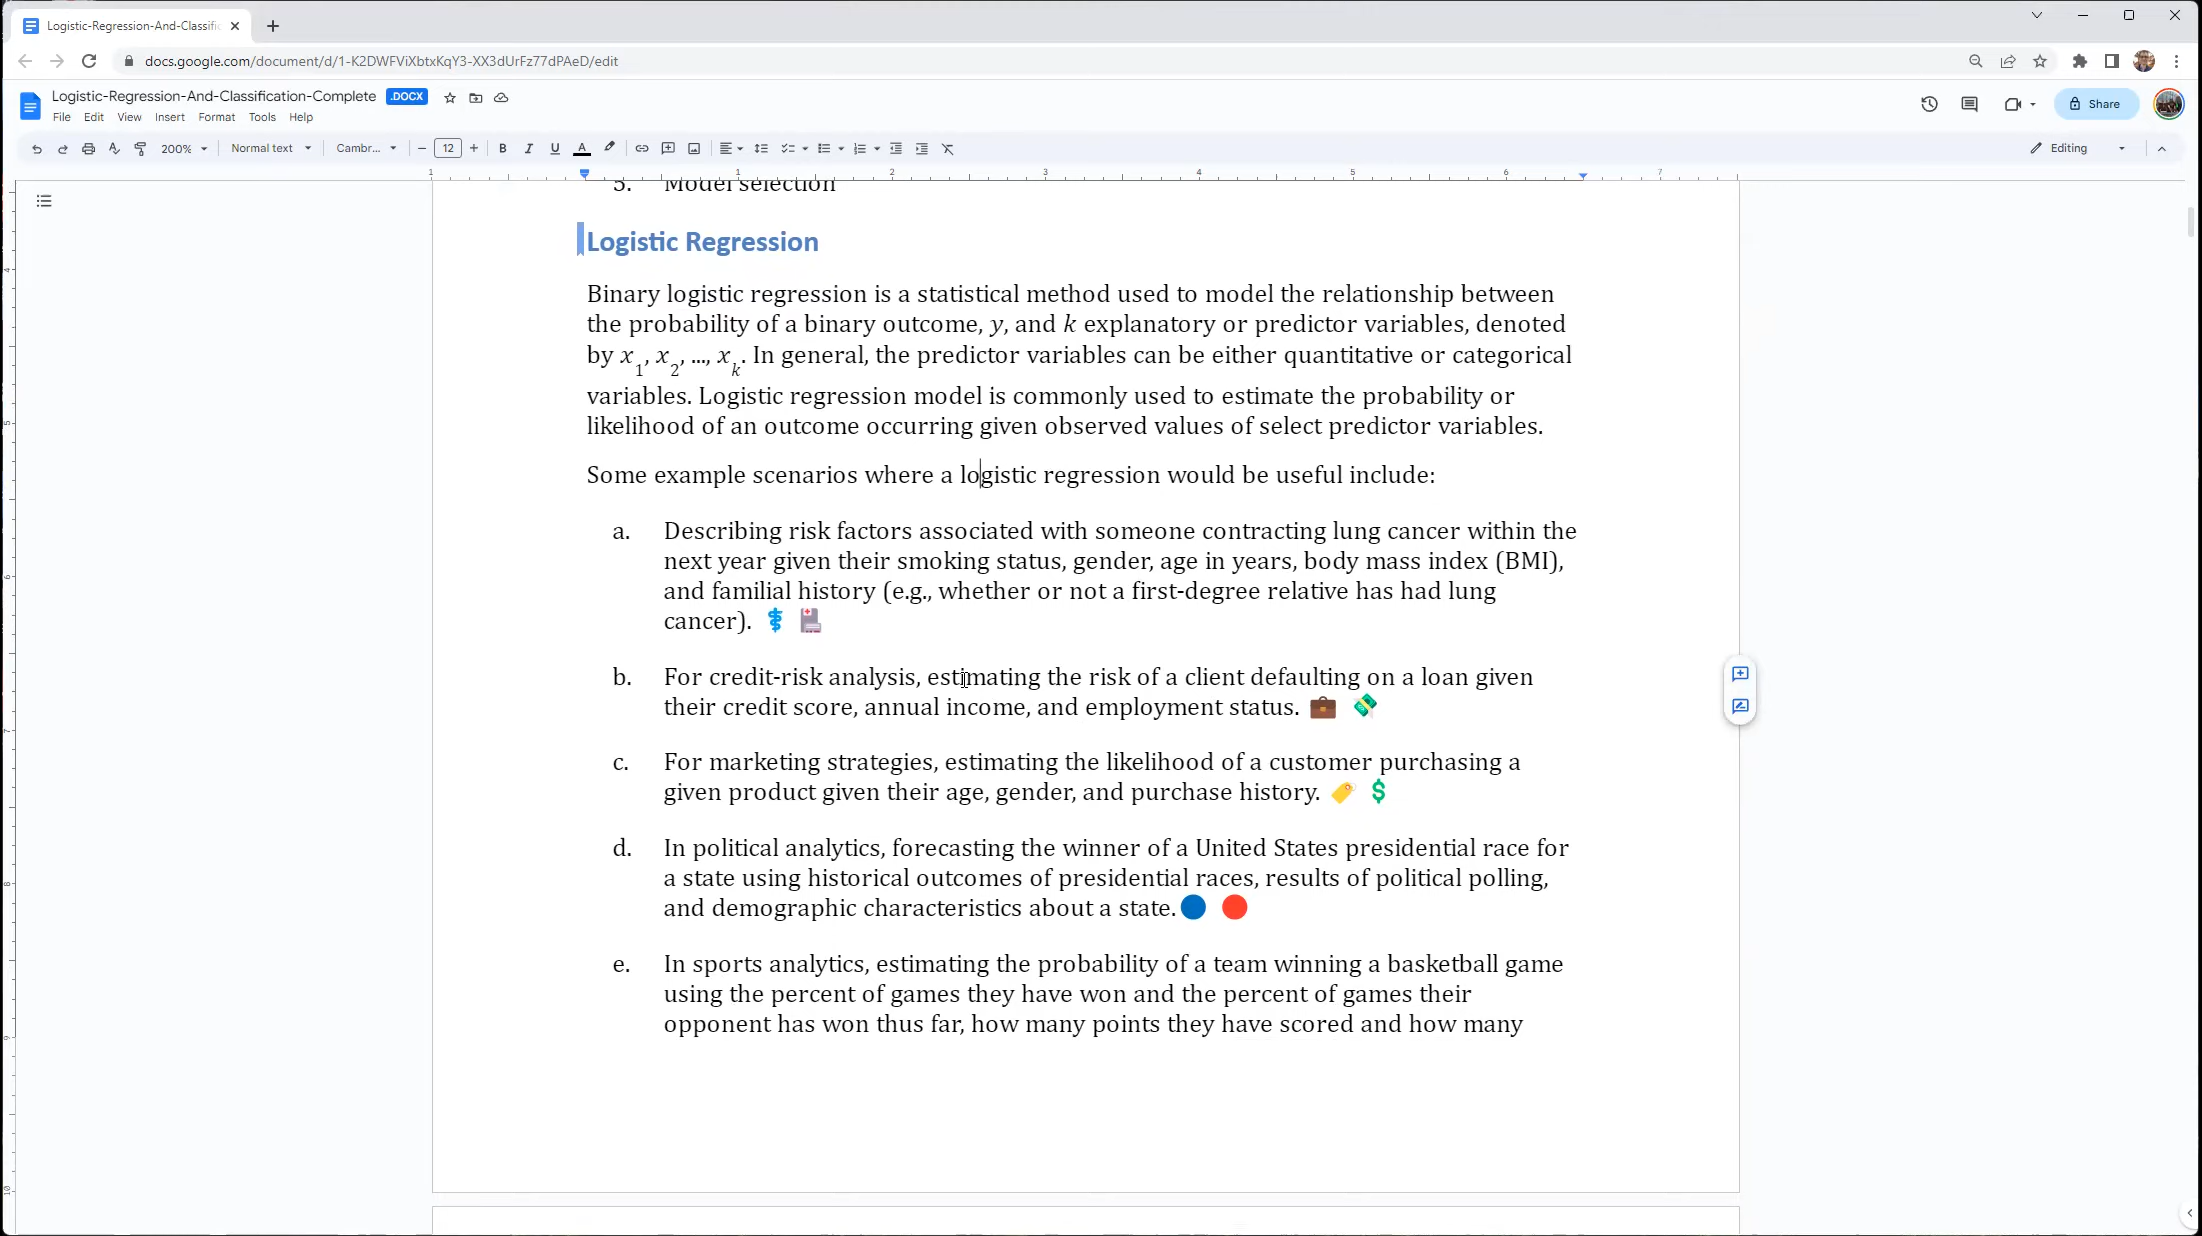 Logistic-Regression-And-Classific
docs.google.com/document/d/1-K2DWFViXbtxKqY3-XX3dUrFz77dPAeD/edit
Logistic-Regression-And-Classification-Complete .DOCX
Share
File Edit View Insert Format Tools Help
200% Normal text Cambr... 12 B I U A Editing
1 1 2 3 4 5 6 7
5. Model selection
Logistic Regression
Binary logistic regression is a statistical method used to model the relationship between
the probability of a binary outcome, y, and k explanatory or predictor variables, denoted
by x1, x2, ..., xk. In general, the predictor variables can be either quantitative or categorical
variables. Logistic regression model is commonly used to estimate the probability or
likelihood of an outcome occurring given observed values of select predictor variables.
Some example scenarios where a logistic regression would be useful include:
a. Describing risk factors associated with someone contracting lung cancer within the
next year given their smoking status, gender, age in years, body mass index (BMI),
and familial history (e.g., whether or not a first-degree relative has had lung
cancer).
b. For credit-risk analysis, estimating the risk of a client defaulting on a loan given
their credit score, annual income, and employment status.
c. For marketing strategies, estimating the likelihood of a customer purchasing a
given product given their age, gender, and purchase history.
d. In political analytics, forecasting the winner of a United States presidential race for
a state using historical outcomes of presidential races, results of political polling,
and demographic characteristics about a state.
e. In sports analytics, estimating the probability of a team winning a basketball game
using the percent of games they have won and the percent of games their
opponent has won thus far, how many points they have scored and how many